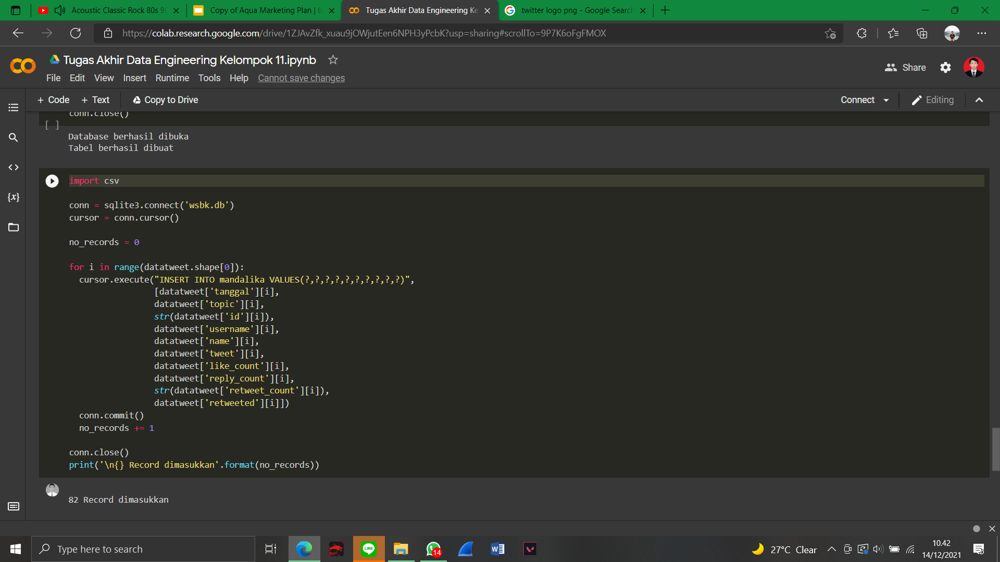 Acoustic Classic Rock 80s 90
Copy of Aqua Marketing Plan | b
Tugas Akhir Data Engineering Ke
twitter logo png - Google Search
https://colab.research.google.com/drive/1ZJAvZfk_xuau9jOWjutEen6NPH3yPcbK?usp=sharing#scrollTo=9P7K6oFgFMOX
Tugas Akhir Data Engineering Kelompok 11.ipynb
Share
File Edit View Insert Runtime Tools Help Cannot save changes
+ Code + Text Copy to Drive
Connect Editing
conn.close()
[ ]
Database berhasil dibuka
Tabel berhasil dibuat
import csv
conn = sqlite3.connect('wsbk.db')
cursor = conn.cursor()
no_records = 0
for i in range(datatweet.shape[0]):
cursor.execute("INSERT INTO mandalika VALUES(?,?,?,?,?,?,?,?,?,?)",
[datatweet['tanggal'][i],
datatweet['topic'][i],
str(datatweet['id'][i]),
datatweet['username'][i],
datatweet['name'][i],
datatweet['tweet'][i],
datatweet['like_count'][i],
datatweet['reply_count'][i],
str(datatweet['retweet_count'][i]),
datatweet['retweeted'][i]])
conn.commit()
no_records += 1
conn.close()
print('\n{} Record dimasukkan'.format(no_records))
82 Record dimasukkan
{x}
Type here to search
LINE
14
W
27°C Clear
10.42
14/12/2021